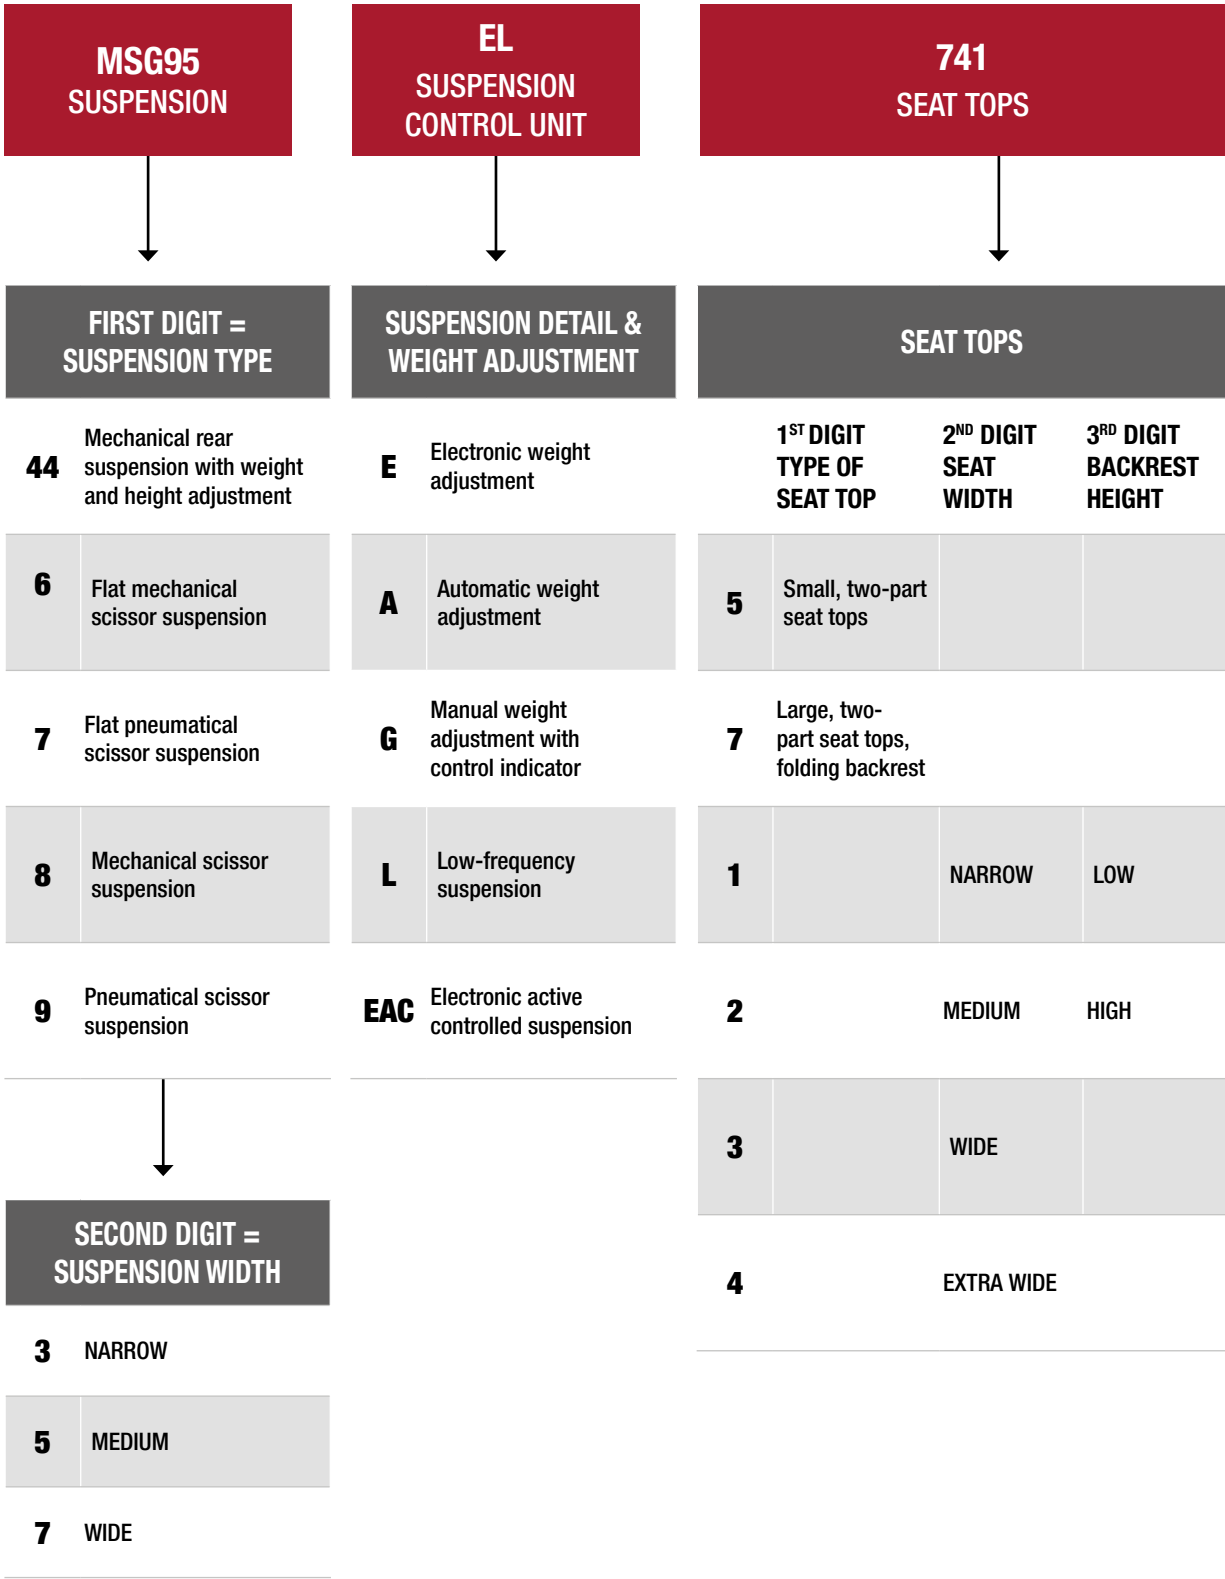 MSG95
SUSPENSION
FIRST DIGIT =
SUSPENSION TYPE
44
Mechanical rear
suspension with weight
and height adjustment
6
Flat mechanical
scissor suspension
7
Flat pneumatical
scissor suspension
8
Mechanical scissor
suspension
9
Pneumatical scissor
suspension
SECOND DIGIT =
SUSPENSION WIDTH
3 NARROW
5 MEDIUM
7 WIDE
EL
SUSPENSION
CONTROL UNIT
SUSPENSION DETAIL &
WEIGHT ADJUSTMENT
E
Electronic weight
adjustment
A
Automatic weight
adjustment
G
Manual weight
adjustment with
control indicator
L
Low-frequency
suspension
EAC
Electronic active
controlled suspension
741
SEAT TOPS
SEAT TOPS
1ST DIGIT
TYPE OF
SEAT TOP
2ND DIGIT
SEAT
WIDTH
3RD DIGIT
BACKREST
HEIGHT
5
Small, two-part
seat tops
7
Large, two-
part seat tops,
folding backrest
1 NARROW LOW
2 MEDIUM HIGH
3 WIDE
4 EXTRA WIDE